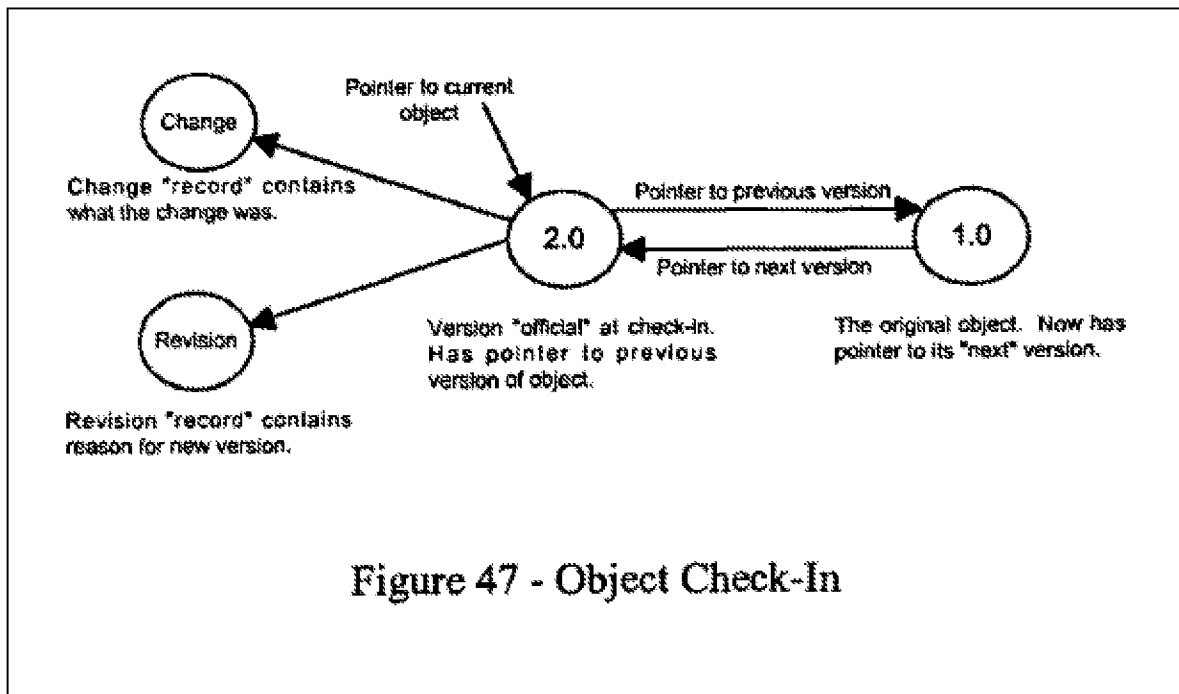 Pointer to current
object
Change
Change "record" contains
what the change was.
Pointer to previous version
2.0
1.0
Pointer to next version
Revision
Version "official" at check-in.
Has pointer to previous
version of object.
The original object. Now has
pointer to its "next" version.
Revision "record" contains
reason for new version.
Figure 47 - Object Check-In